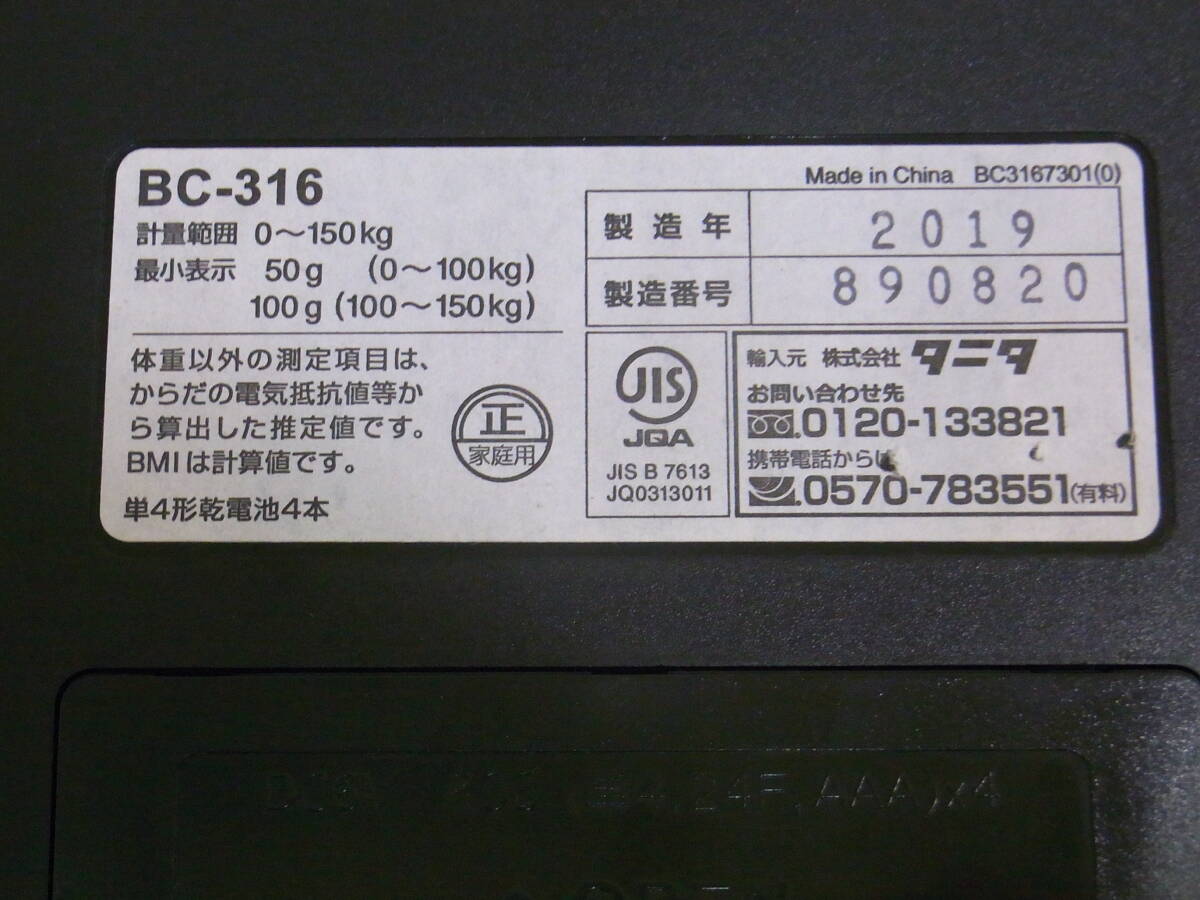 BC-316
計量範囲 0～150kg
最小表示 50g (0～100kg)
100g (100～150kg)
体重以外の測定項目は、
からだの電気抵抗値等か
ら算出した推定値です。
BMIは計算値です。
単4形乾電池4本
正
家庭用
Made in China BC3167301(0)
製造年 2019
製造番号 890820
JIS
JQA
JIS B 7613
JQ0313011
輸入元 株式会社 タニタ
お問い合わせ先
0120-133821
携帯電話からは
0570-783551(有料)
AAA)x4